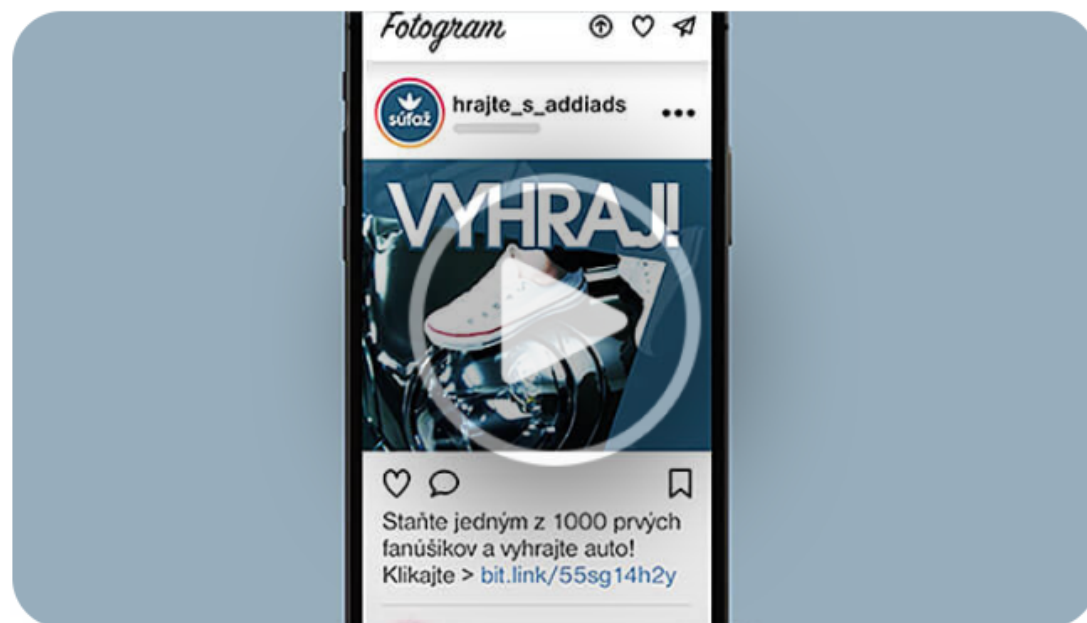 Fotogram
súťaž
hrajte_s_addiads
VYHRAJ!
Staňte jedným z 1000 prvých
fanúšikov a vyhrajte auto!
Klikajte > bit.link/55sg14h2y